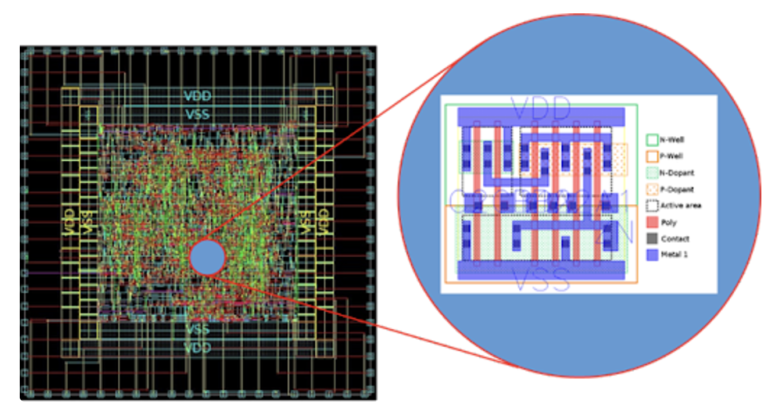 VDD
VSS
VDD
VSS
VSS
VDD
VSS
VDD
VDD
ZN
VSS
N-Well
P-Well
N-Dopant
P-Dopant
Active area
Poly
Contact
Metal 1